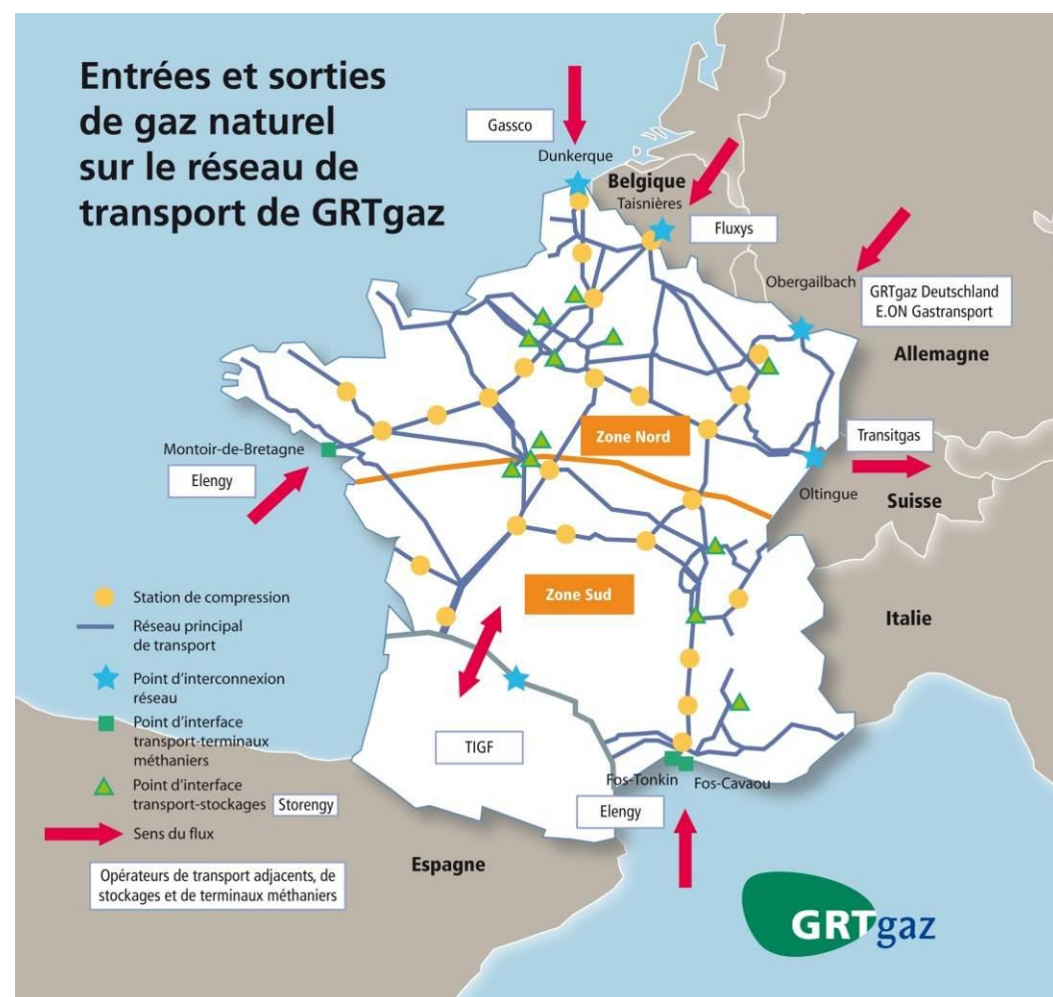 Entrées et sorties
de gaz naturel
sur le réseau de
transport de GRTgaz
Gassco
Dunkerque
Belgique
Taisnières
Fluxys
Obergailbach
GRTgaz Deutschland
E.ON Gastransport
Allemagne
Zone Nord
Transitgas
Montoir-de-Bretagne
Elengy
Oltingue
Suisse
Zone Sud
Italie
Station de compression
Réseau principal
de transport
Point d’interconnexion
réseau
Point d’interface
transport-terminaux
méthaniers
Point d’interface
transport-stockages
Storengy
Sens du flux
Opérateurs de transport adjacents, de
stockages et de terminaux méthaniers
TIGF
Fos-Tonkin
Fos-Cavaou
Elengy
Espagne
GRTgaz